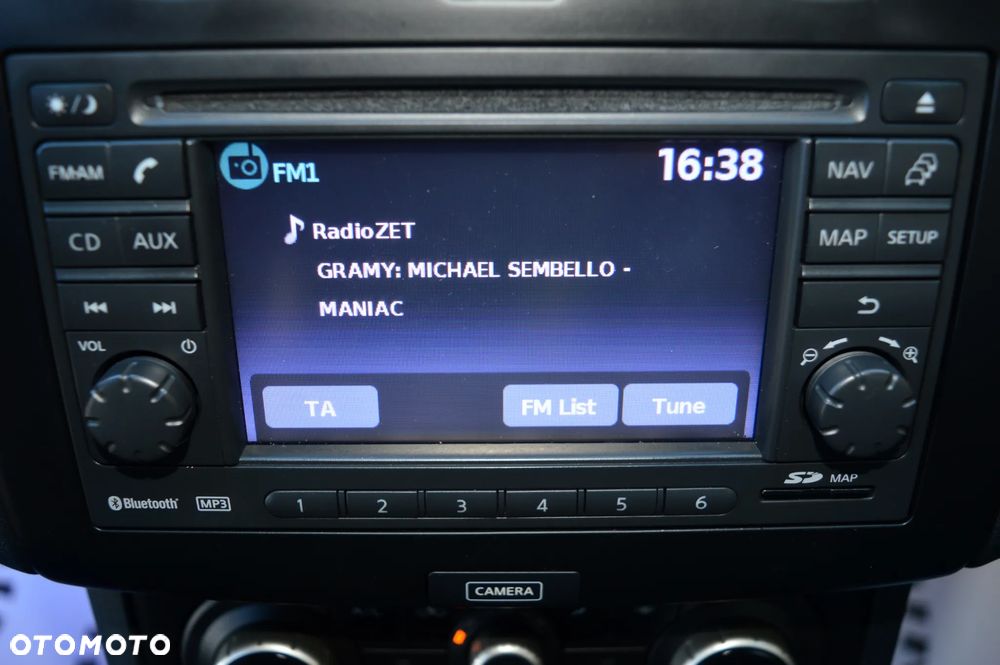 FM1
16:38
FM·AM
NAV
RadioZET
CD
AUX
MAP
SETUP
GRAMY: MICHAEL SEMBELLO -
MANIAC
VOL
TA
FM List
Tune
Bluetooth
MP3
1
2
3
4
5
6
SD
MAP
CAMERA
OTOMOTO